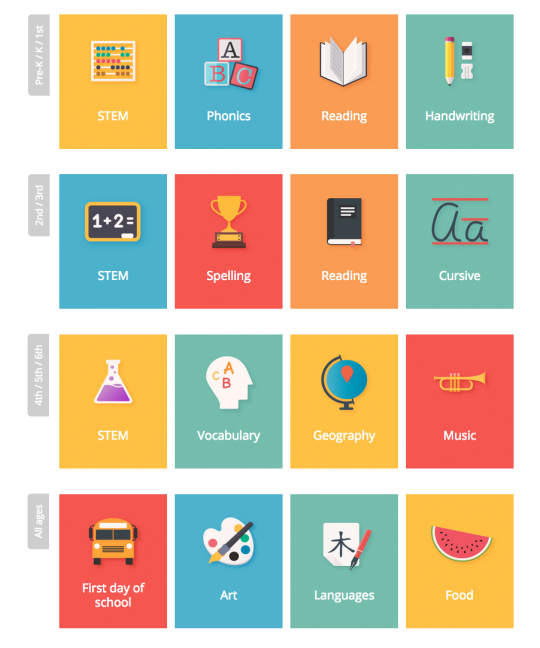 Pre-K / K / 1st
A
B C
STEM
Phonics
Reading
Handwriting
2nd / 3rd
1+2=
Aa
STEM
Spelling
Reading
Cursive
4th / 5th / 6th
A
C
B
STEM
Vocabulary
Geography
Music
All ages
木
First day of
school
Art
Languages
Food